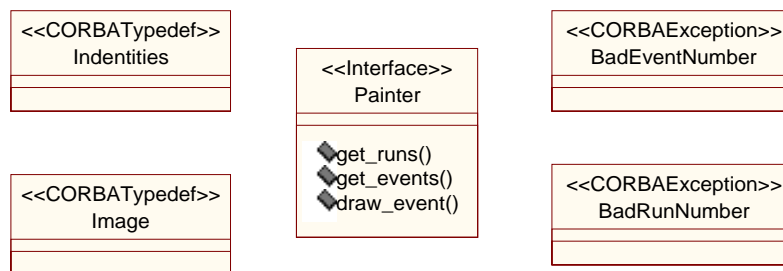 <<CORBATypedef>>
Indentities
<<CORBATypedef>>
Image
<<Interface>>
Painter
get_runs()
get_events()
draw_event()
<<CORBAException>>
BadEventNumber
<<CORBAException>>
BadRunNumber